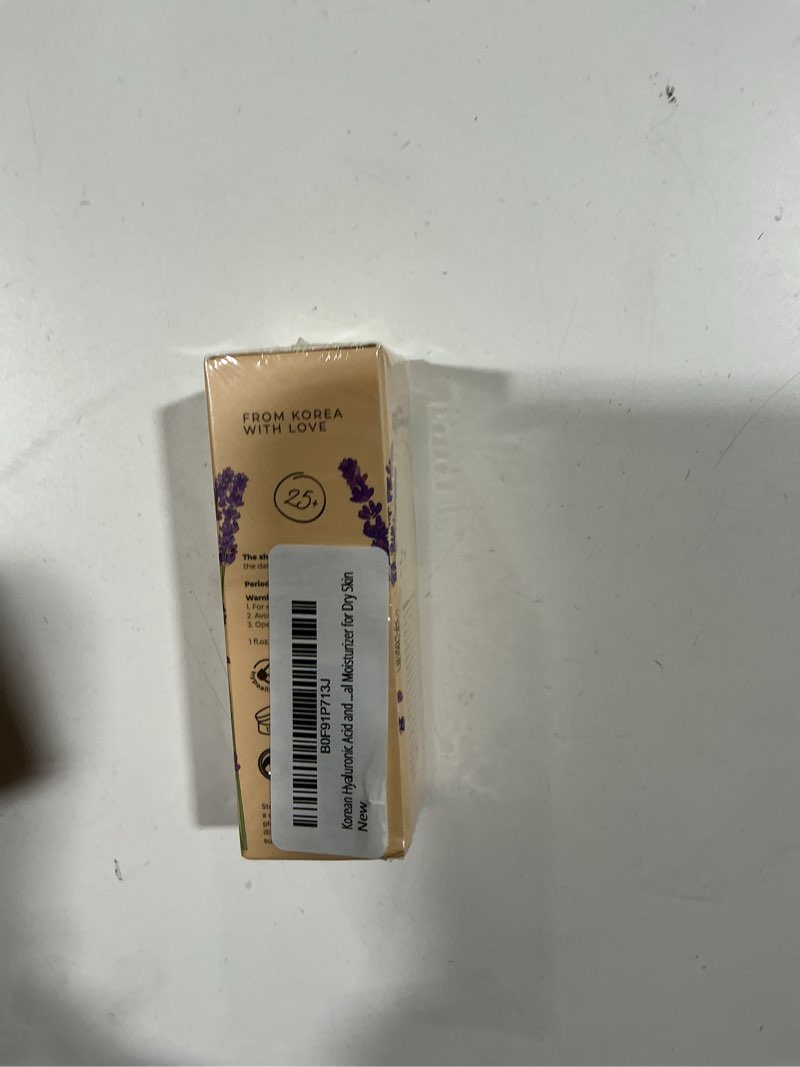 FROM KOREA
WITH LOVE
25+
The sh
the dat
Period
Warni
1. For e
2. Avo
3. Ope
1 fl.oz.
B0F91P713J
Korean Hyaluronic Acid and ...al Moisturizer for Dry Skin
New